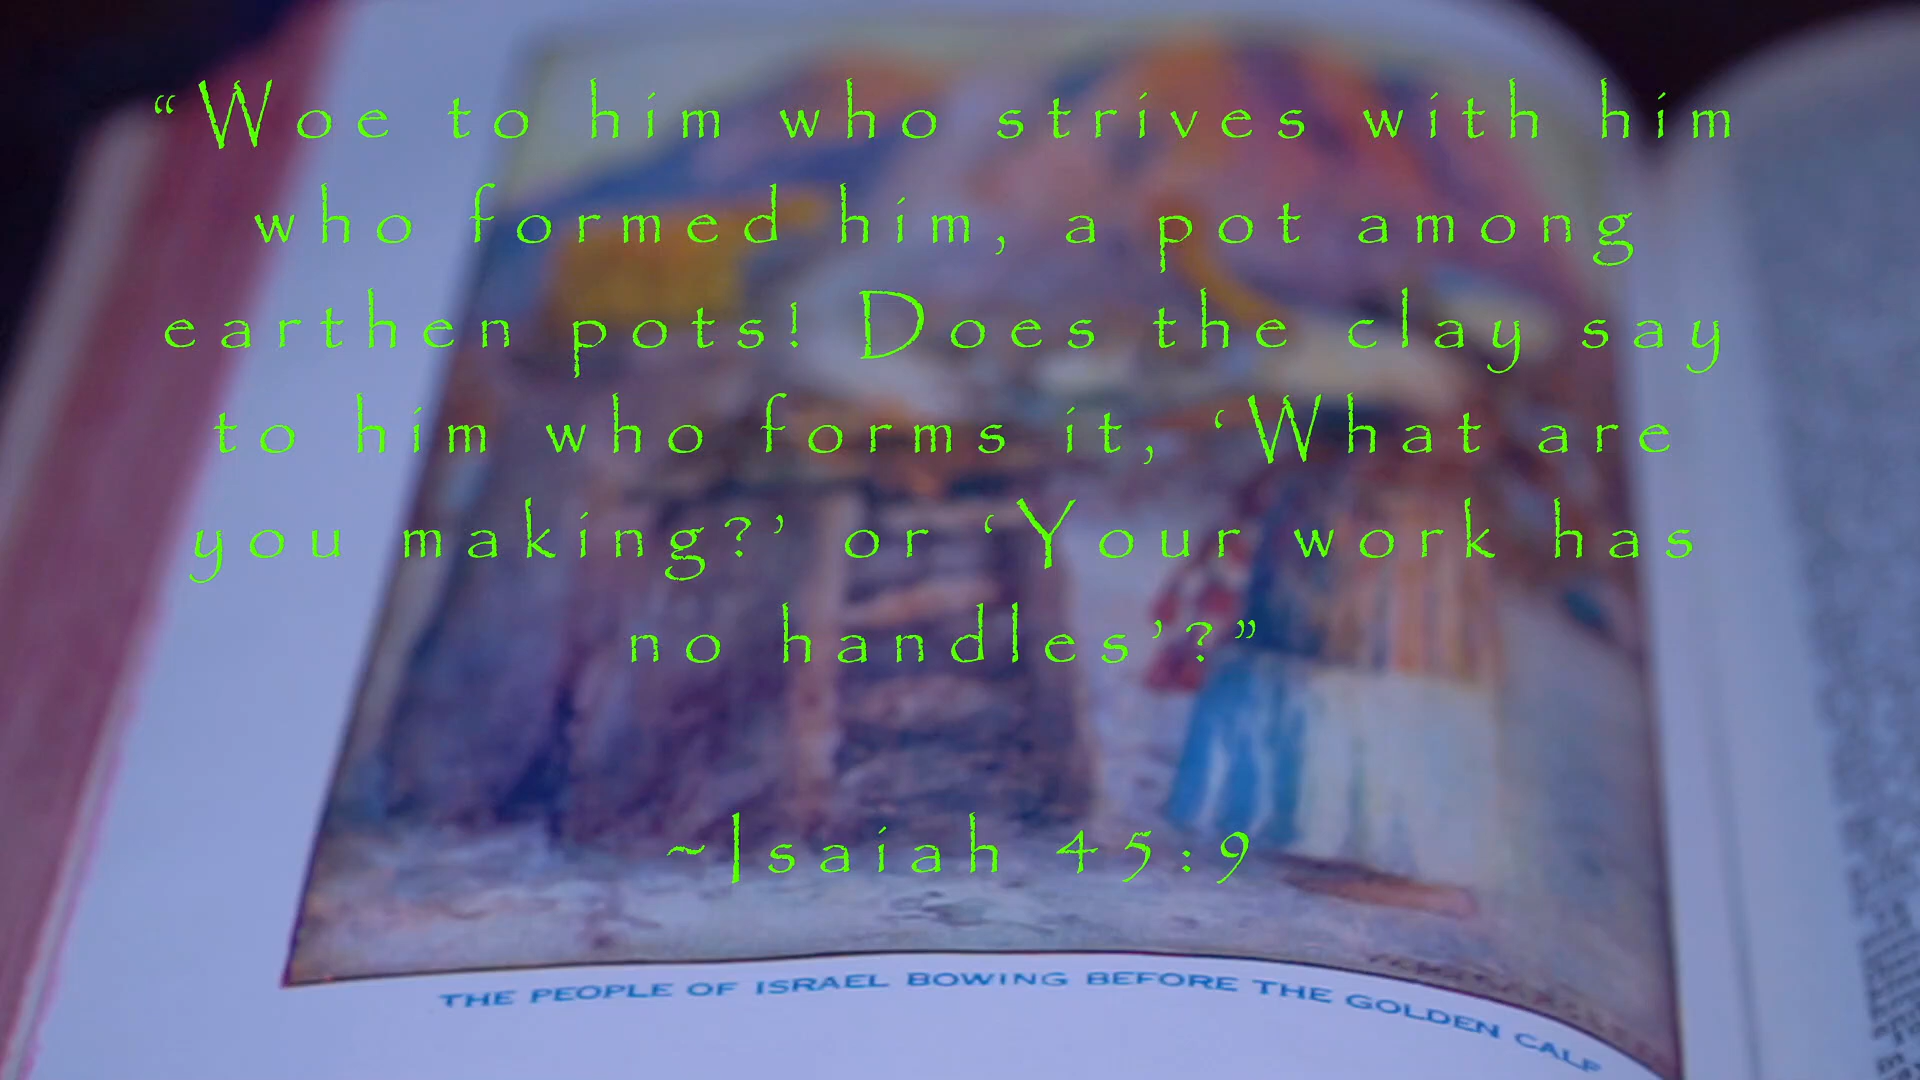 “Woe to him who strives with him
who formed him, a pot among
earthen pots! Does the clay say
to him who forms it, ‘What are
you making?’ or ‘Your work has
no handles’?”
~Isaiah 45:9
THE PEOPLE OF ISRAEL BOWING BEFORE THE GOLDEN CALF